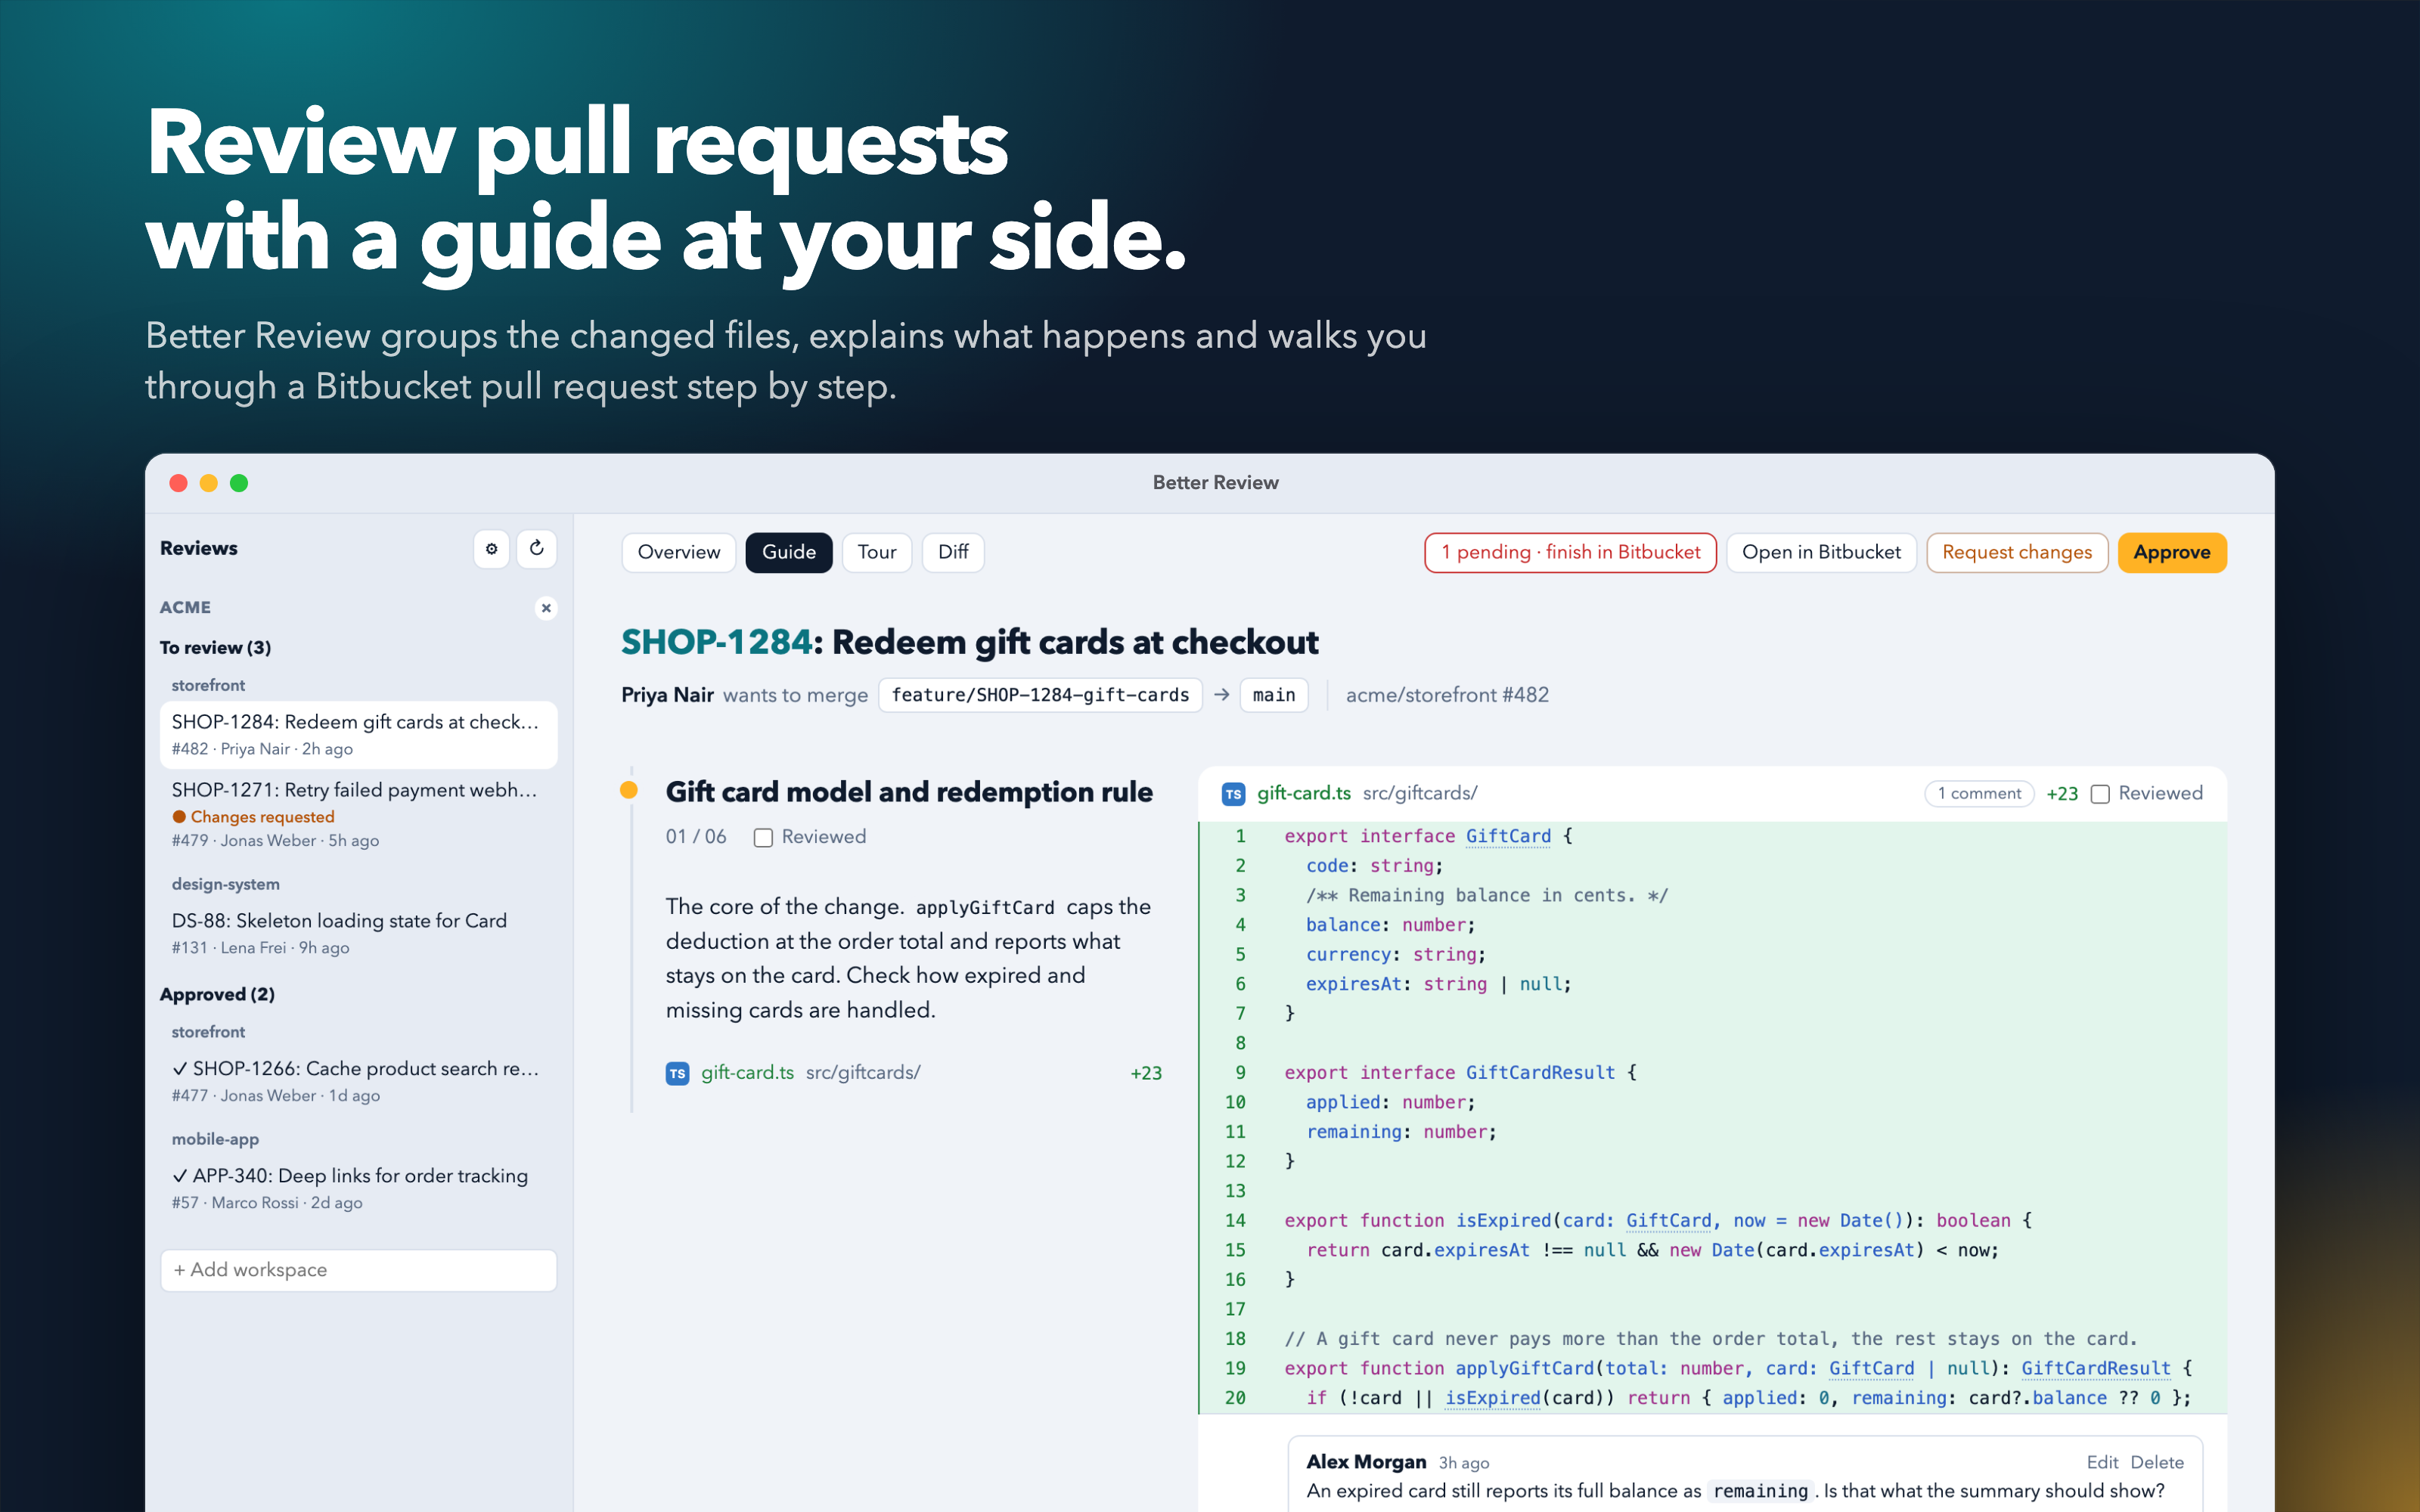 Review pull requests
with a guide at your side.
Better Review groups the changed files, explains what happens and walks you
through a Bitbucket pull request step by step.
Better Review
Reviews
ACME
To review (3)
storefront
SHOP-1284: Redeem gift cards at check…
#482 · Priya Nair · 2h ago
SHOP-1271: Retry failed payment webh…
Changes requested
#479 · Jonas Weber · 5h ago
design-system
DS-88: Skeleton loading state for Card
#131 · Lena Frei · 9h ago
Approved (2)
storefront
✓ SHOP-1266: Cache product search re…
#477 · Jonas Weber · 1d ago
mobile-app
✓ APP-340: Deep links for order tracking
#57 · Marco Rossi · 2d ago
+ Add workspace
Overview Guide Tour Diff
1 pending · finish in Bitbucket Open in Bitbucket Request changes Approve
SHOP-1284: Redeem gift cards at checkout
Priya Nair wants to merge feature/SHOP-1284-gift-cards → main acme/storefront #482
Gift card model and redemption rule
01 / 06 Reviewed
The core of the change. applyGiftCard caps the
deduction at the order total and reports what
stays on the card. Check how expired and
missing cards are handled.
TS gift-card.ts src/giftcards/ +23
TS gift-card.ts src/giftcards/ 1 comment +23 Reviewed
1 export interface GiftCard {
2 code: string;
3 /** Remaining balance in cents. */
4 balance: number;
5 currency: string;
6 expiresAt: string | null;
7 }
8
9 export interface GiftCardResult {
10 applied: number;
11 remaining: number;
12 }
13
14 export function isExpired(card: GiftCard, now = new Date()): boolean {
15 return card.expiresAt !== null && new Date(card.expiresAt) < now;
16 }
17
18 // A gift card never pays more than the order total, the rest stays on the card.
19 export function applyGiftCard(total: number, card: GiftCard | null): GiftCardResult {
20 if (!card || isExpired(card)) return { applied: 0, remaining: card?.balance ?? 0 };
Alex Morgan 3h ago Edit Delete
An expired card still reports its full balance as remaining. Is that what the summary should show?